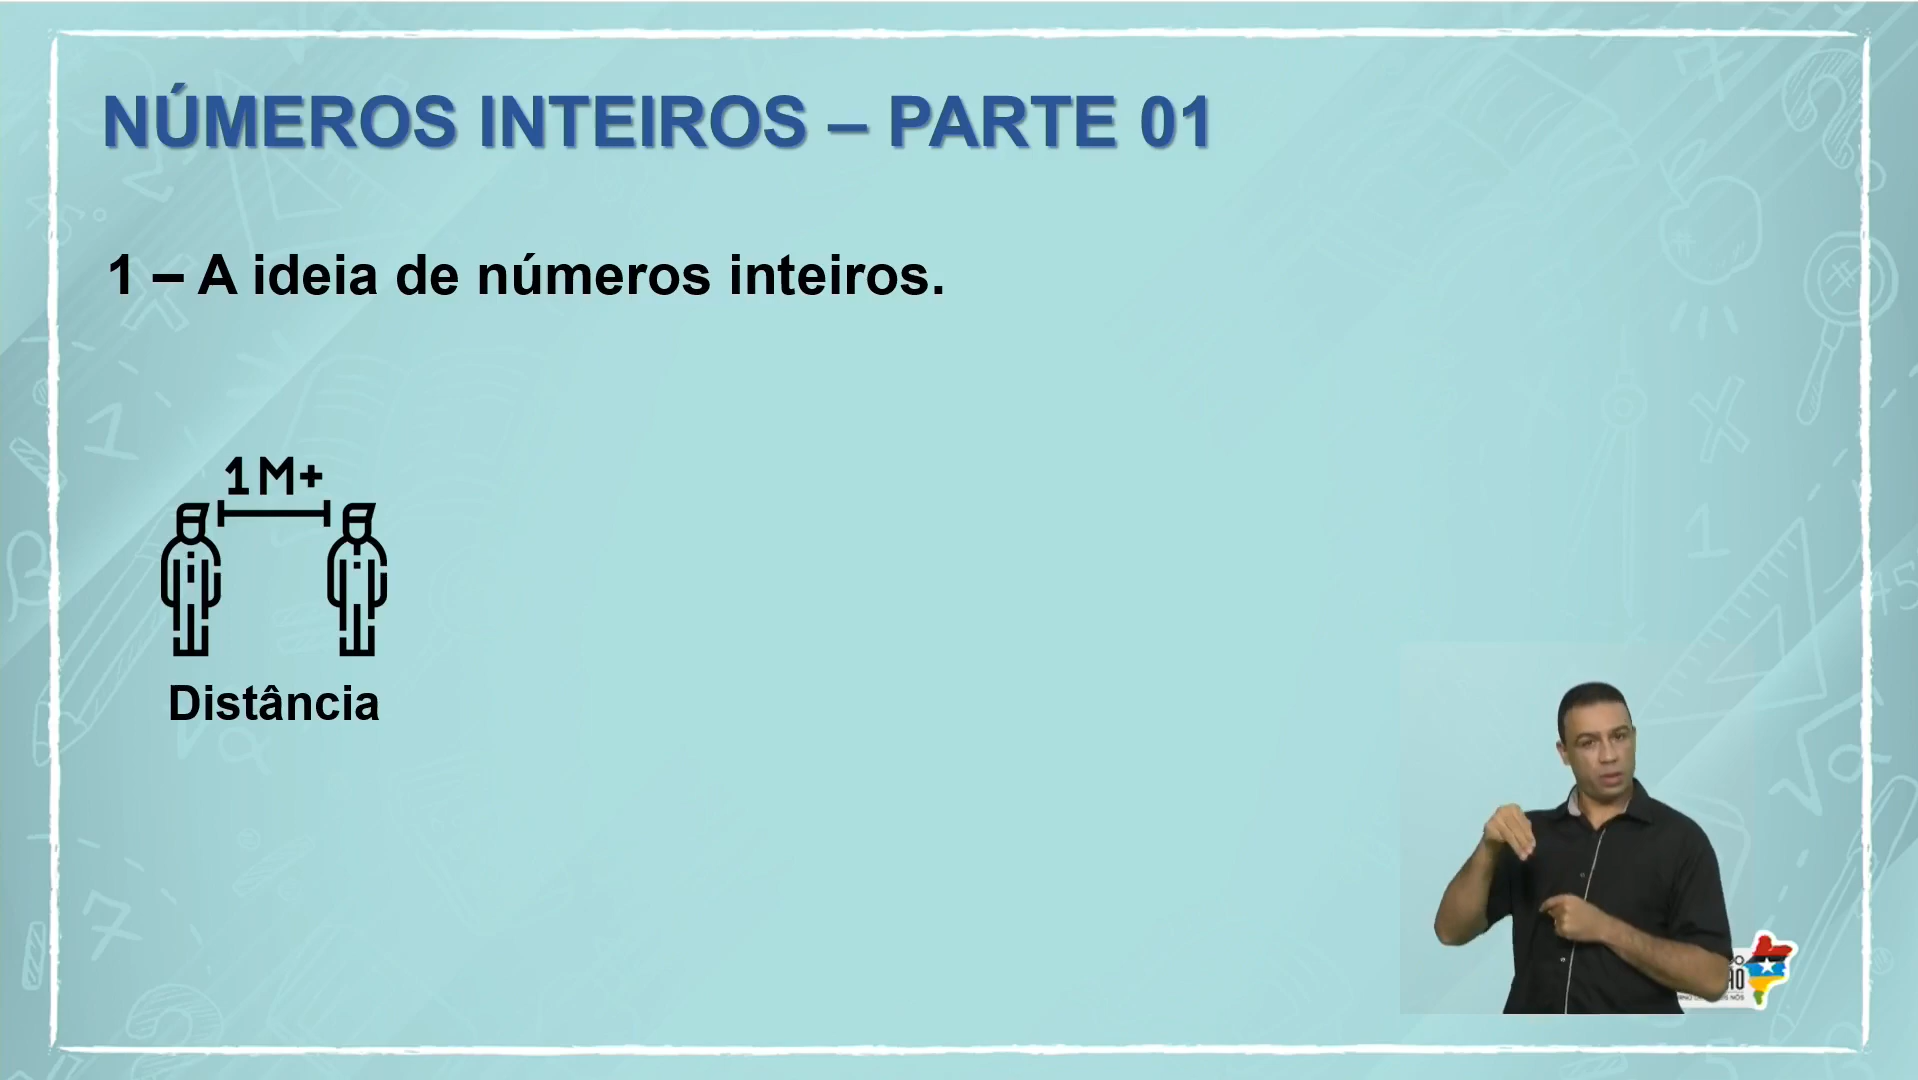 NÚMEROS INTEIROS – PARTE 01
1 – A ideia de números inteiros.
1M+
Distância